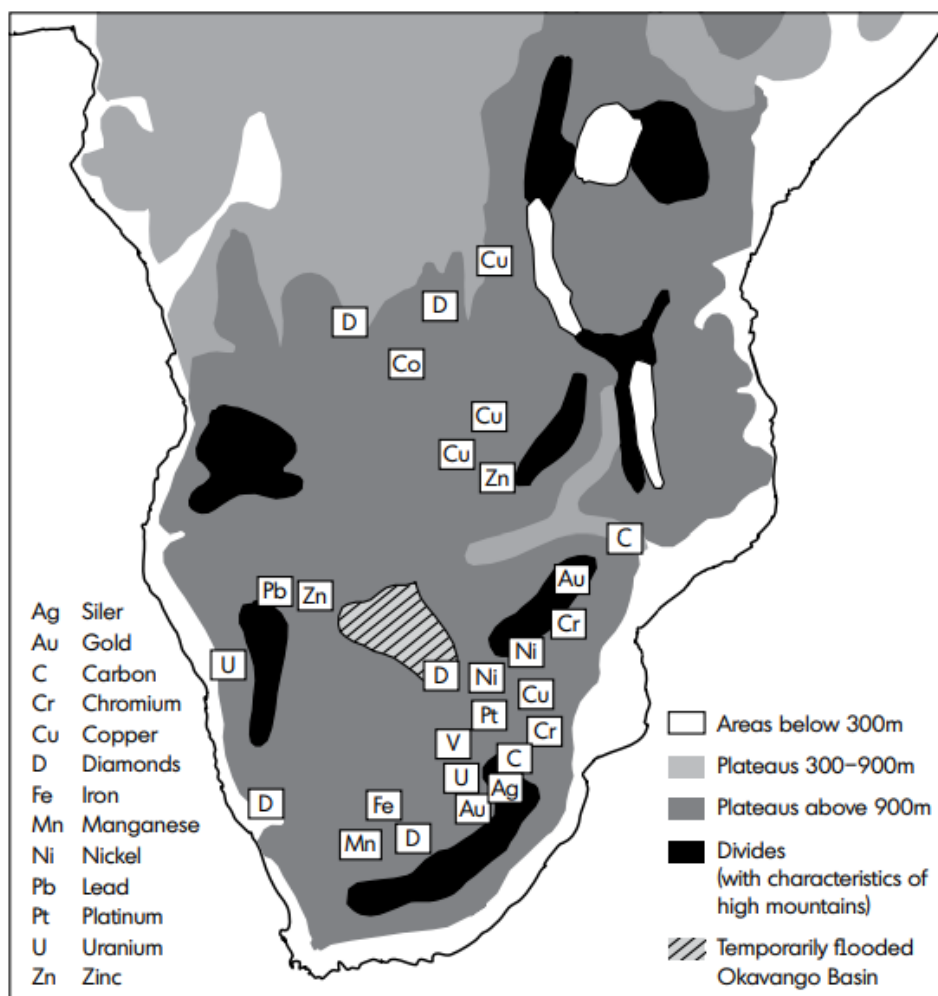 Cu
D
D
Co
Cu
Cu
Zn
C
Au
Pb
Zn
Cr
Ni
U
D
Ni
Cu
Pt
Cr
V
C
U
Ag
D
Fe
Au
Mn
D
Ag Siler
Au Gold
C Carbon
Cr Chromium
Cu Copper
D Diamonds
Fe Iron
Mn Manganese
Ni Nickel
Pb Lead
Pt Platinum
U Uranium
Zn Zinc
Areas below 300m
Plateaus 300–900m
Plateaus above 900m
Divides
(with characteristics of
high mountains)
Temporarily flooded
Okavango Basin